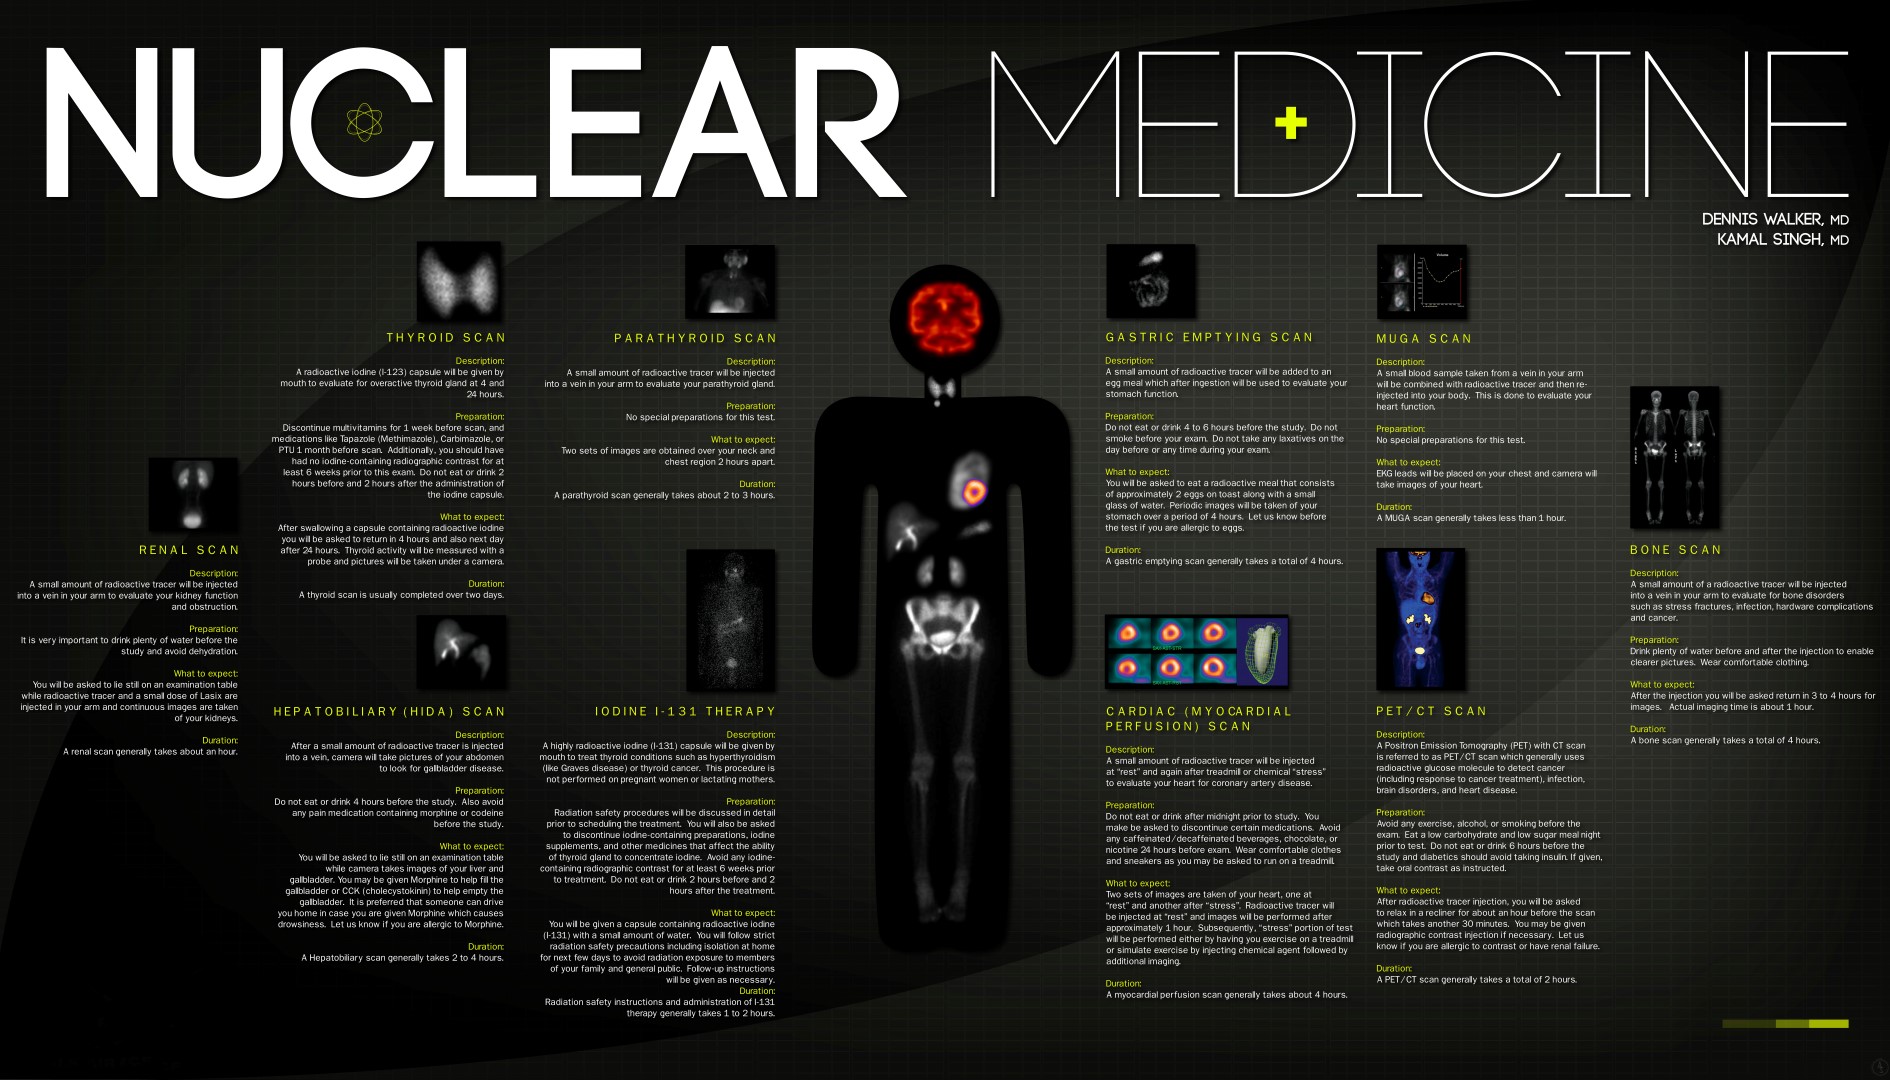 NUCLEAR MEDICINE
DENNIS WALKER, MD
KAMAL SINGH, MD
RENAL SCAN
Description:
A small amount of radioactive tracer will be injected
into a vein in your arm to evaluate your kidney function
and obstruction.
Preparation:
It is very important to drink plenty of water before the
study and avoid dehydration.
What to expect:
You will be asked to lie still on an examination table
while radioactive tracer and a small dose of Lasix are
injected in your arm and continuous images are taken
of your kidneys.
Duration:
A renal scan generally takes about an hour.
THYROID SCAN
Description:
A radioactive iodine (I-123) capsule will be given by
mouth to evaluate for overactive thyroid gland at 4 and
24 hours.
Preparation:
Discontinue multivitamins for 1 week before scan, and
medications like Tapazole (Methimazole), Carbimazole, or
PTU 1 month before scan. Additionally, you should have
had no iodine-containing radiographic contrast for at
least 6 weeks prior to this exam. Do not eat or drink 2
hours before and 2 hours after the administration of
the iodine capsule.
What to expect:
After swallowing a capsule containing radioactive iodine
you will be asked to return in 4 hours and also next day
after 24 hours. Thyroid activity will be measured with a
probe and pictures will be taken under a camera.
Duration:
A thyroid scan is usually completed over two days.
HEPATOBILIARY (HIDA) SCAN
Description:
After a small amount of radioactive tracer is injected
into a vein, camera will take pictures of your abdomen
to look for gallbladder disease.
Preparation:
Do not eat or drink 4 hours before the study. Also avoid
any pain medication containing morphine or codeine
before the study.
What to expect:
You will be asked to lie still on an examination table
while camera takes images of your liver and
gallbladder. You may be given Morphine to help fill the
gallbladder or CCK (cholecystokinin) to help empty the
gallbladder. It is preferred that someone can drive
you home in case you are given Morphine which causes
drowsiness. Let us know if you are allergic to Morphine.
Duration:
A Hepatobiliary scan generally takes 2 to 4 hours.
PARATHYROID SCAN
Description:
A small amount of radioactive tracer will be injected
into a vein in your arm to evaluate your parathyroid gland.
Preparation:
No special preparations for this test.
What to expect:
Two sets of images are obtained over your neck and
chest region 2 hours apart.
Duration:
A parathyroid scan generally takes about 2 to 3 hours.
IODINE I-131 THERAPY
Description:
A highly radioactive iodine (I-131) capsule will be given by
mouth to treat thyroid conditions such as hyperthyroidism
(like Graves disease) or thyroid cancer. This procedure is
not performed on pregnant women or lactating mothers.
Preparation:
Radiation safety procedures will be discussed in detail
prior to scheduling the treatment. You will also be asked
to discontinue iodine-containing preparations, iodine
supplements, and other medicines that affect the ability
of thyroid gland to concentrate iodine. Avoid any iodine-
containing radiographic contrast for at least 6 weeks prior
to treatment. Do not eat or drink 2 hours before and 2
hours after the treatment.
What to expect:
You will be given a capsule containing radioactive iodine
(I-131) with a small amount of water. You will follow strict
radiation safety precautions including isolation at home
for next few days to avoid radiation exposure to members
of your family and general public. Follow-up instructions
will be given as necessary.
Duration:
Radiation safety instructions and administration of I-131
therapy generally takes 1 to 2 hours.
GASTRIC EMPTYING SCAN
Description:
A small amount of radioactive tracer will be added to an
egg meal which after ingestion will be used to evaluate your
stomach function.
Preparation:
Do not eat or drink 4 to 6 hours before the study. Do not
smoke before your exam. Do not take any laxatives on the
day before or any time during your exam.
What to expect:
You will be asked to eat a radioactive meal that consists
of approximately 2 eggs on toast along with a small
glass of water. Periodic images will be taken of your
stomach over a period of 4 hours. Let us know before
the test if you are allergic to eggs.
Duration:
A gastric emptying scan generally takes a total of 4 hours.
CARDIAC (MYOCARDIAL
PERFUSION) SCAN
Description:
A small amount of radioactive tracer will be injected
at “rest” and again after treadmill or chemical “stress”
to evaluate your heart for coronary artery disease.
Preparation:
Do not eat or drink after midnight prior to study. You
make be asked to discontinue certain medications. Avoid
any caffeinated/decaffeinated beverages, chocolate, or
nicotine 24 hours before exam. Wear comfortable clothes
and sneakers as you may be asked to run on a treadmill.
What to expect:
Two sets of images are taken of your heart, one at
“rest” and another after “stress”. Radioactive tracer will
be injected at “rest” and images will be performed after
approximately 1 hour. Subsequently, “stress” portion of test
will be performed either by having you exercise on a treadmill
or simulate exercise by injecting chemical agent followed by
additional imaging.
Duration:
A myocardial perfusion scan generally takes about 4 hours.
MUGA SCAN
Description:
A small blood sample taken from a vein in your arm
will be combined with radioactive tracer and then re-
injected into your body. This is done to evaluate your
heart function.
Preparation:
No special preparations for this test.
What to expect:
EKG leads will be placed on your chest and camera will
take images of your heart.
Duration:
A MUGA scan generally takes less than 1 hour.
PET/CT SCAN
Description:
A Positron Emission Tomography (PET) with CT scan
is referred to as PET/CT scan which generally uses
radioactive glucose molecule to detect cancer
(including response to cancer treatment), infection,
brain disorders, and heart disease.
Preparation:
Avoid any exercise, alcohol, or smoking before the
exam. Eat a low carbohydrate and low sugar meal night
prior to test. Do not eat or drink 6 hours before the
study and diabetics should avoid taking insulin. If given,
take oral contrast as instructed.
What to expect:
After radioactive tracer injection, you will be asked
to relax in a recliner for about an hour before the scan
which takes another 30 minutes. You may be given
radiographic contrast injection if necessary. Let us
know if you are allergic to contrast or have renal failure.
Duration:
A PET/CT scan generally takes a total of 2 hours.
BONE SCAN
Description:
A small amount of a radioactive tracer will be injected
into a vein in your arm to evaluate for bone disorders
such as stress fractures, infection, hardware complications
and cancer.
Preparation:
Drink plenty of water before and after the injection to enable
clearer pictures. Wear comfortable clothing.
What to expect:
After the injection you will be asked return in 3 to 4 hours for
images. Actual imaging time is about 1 hour.
Duration:
A bone scan generally takes a total of 4 hours.